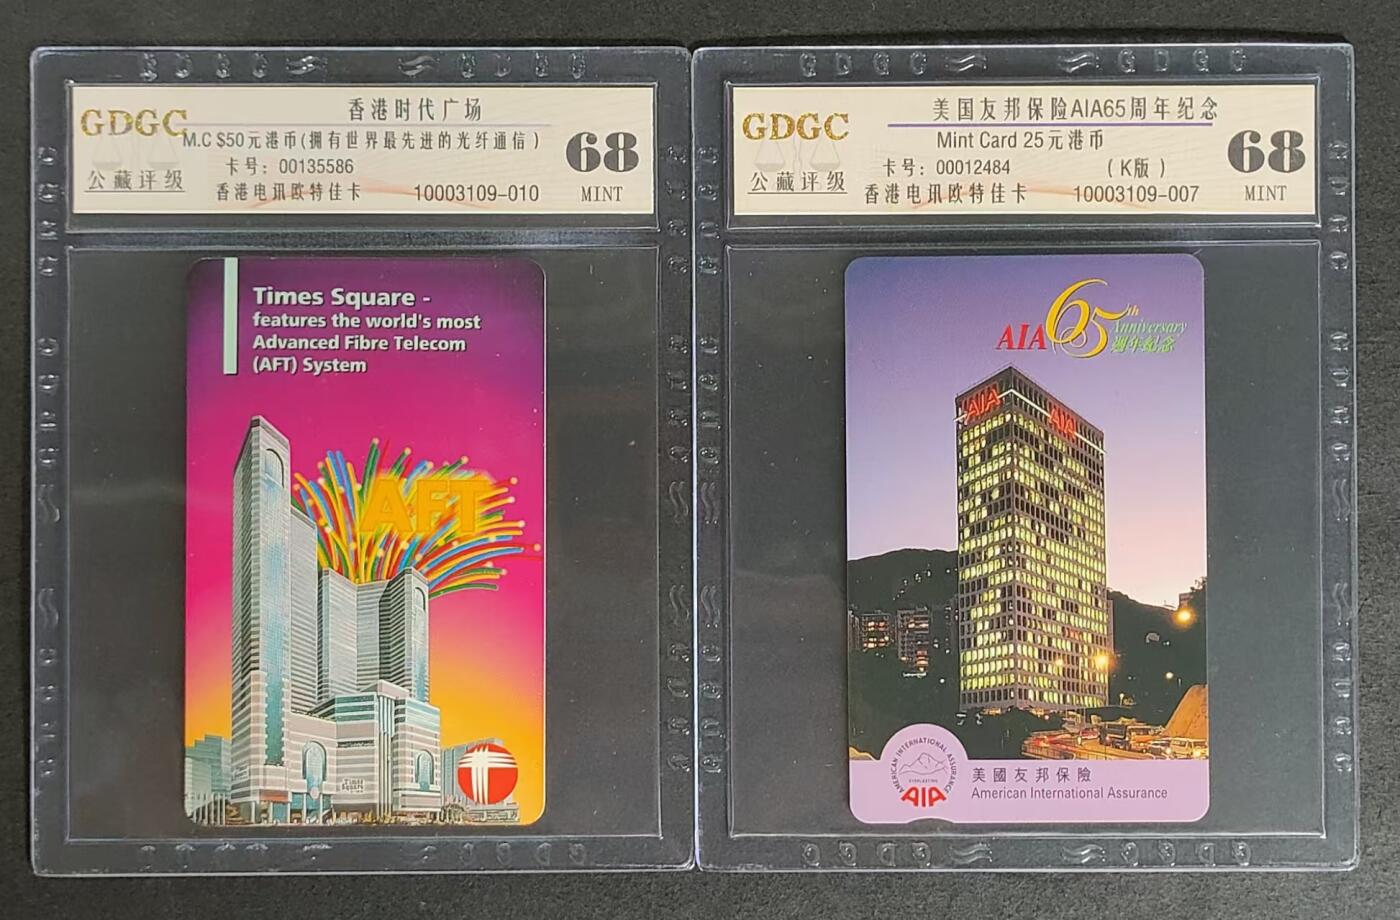 GDGC
公藏评级
香港时代广场
M.C $50元港币(拥有世界最先进的光纤通信)
卡号: 00135586
香港电讯欧特佳卡 10003109-010
68
MINT
Times Square -
features the world's most
Advanced Fibre Telecom
(AFT) System
AFT
Times
Square
GDGC
公藏评级
美国友邦保险AIA65周年纪念
Mint Card 25元港币
卡号: 00012484 (K版)
香港电讯欧特佳卡 10003109-007
68
MINT
AIA 65th
Anniversary
週年紀念
AIA AIA
AMERICAN INTERNATIONAL ASSURANCE
AIA
美國友邦保險
American International Assurance